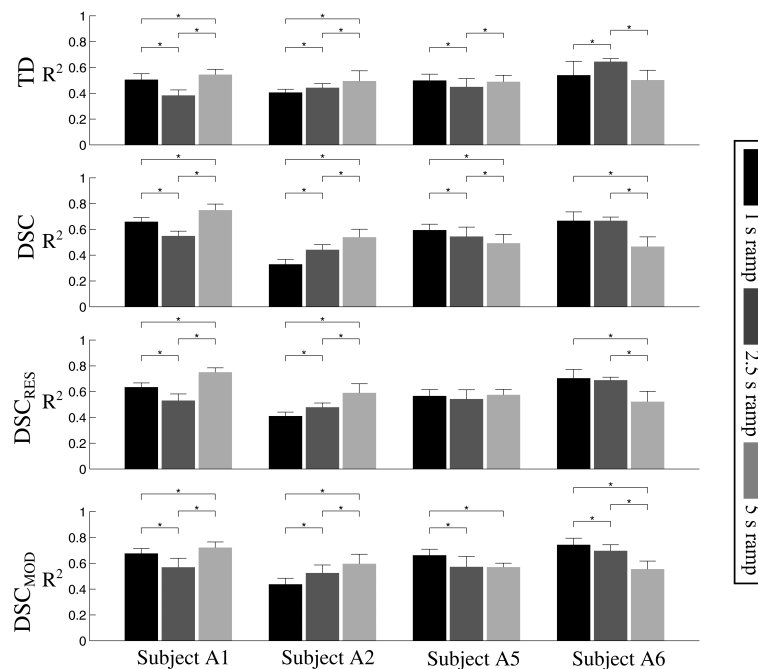 1
0.8
0.6
0.4
0.2
0
TD R²
* * * * * * * * * *
1
0.8
0.6
0.4
0.2
0
DSC R²
* * * * * * * * * * *
1
0.8
0.6
0.4
0.2
0
DSC_RES R²
* * * * * * * *
1
0.8
0.6
0.4
0.2
0
DSC_MOD R²
* * * * * * * * * * *
Subject A1 Subject A2 Subject A5 Subject A6
1 s ramp
2.5 s ramp
5 s ramp